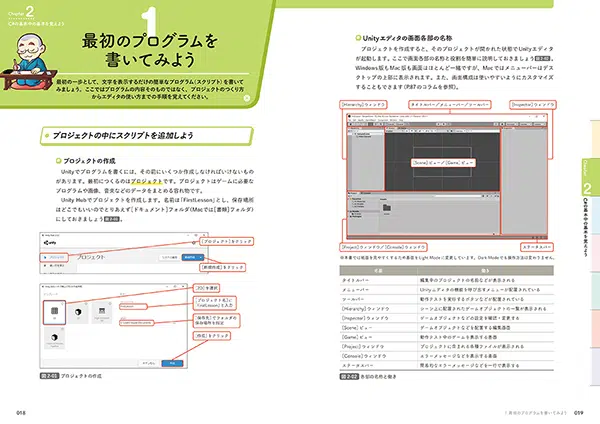 Chapter 2
C#の基本中の基本を覚えよう
1
最初のプログラムを
書いてみよう
最初の一歩として、文字を表示するだけの簡単なプログラム(スクリプト)を書いて
みましょう。ここではプログラムの内容そのものではなく、プロジェクトのつくり方
からエディタの使い方までの手順を覚えてください。
プロジェクトの中にスクリプトを追加しよう
プロジェクトの作成
Unityでプログラムを書くには、その前にいくつか作成しなければいけないもの
があります。最初につくるのはプロジェクトです。プロジェクトはゲームに必要な
プログラムや画像、音楽などのデータをまとめる容れ物です。
Unity Hubでプロジェクトを作成します。名前は「FirstLesson」とし、保存場所
はどこでもいいのでとりあえず[ドキュメント]フォルダ(Macでは[書類]フォルダ)
にしておきましょう 図2-01 。
[プロジェクト]をクリック
unity
プロジェクト
[新規作成]をクリック
[2D]を選択
[プロジェクト名]に
「FirstLesson」と入力
[保存先]でフォルダの
保存場所を指定
[作成]をクリック
図2-01 プロジェクトの作成
018
Unityエディタの画面各部の名称
プロジェクトを作成すると、そのプロジェクトが開かれた状態でUnityエディタ
が起動します。ここで画面各部の名称と役割を簡単に説明しておきましょう 図2-02 。
Windows版もMac版も画面はほとんど一緒ですが、Macではメニューバーはデス
クトップの上部に表示されます。また、画面構成は使いやすいようにカスタマイズ
することもできます(P.87のコラムを参照)。
[Hierarchy]ウィンドウ
タイトルバー/メニューバー/ツールバー
[Inspector]ウィンドウ
[Scene]ビュー/[Game]ビュー
[Project]ウィンドウ/[Console]ウィンドウ
ステータスバー
※本書では紙面を見やすくするため画面をLight Modeに変更しています。Dark Modeでも操作方法は変わりません。
名称 働き
タイトルバー 編集中のプロジェクトの名前などが表示される
メニューバー Unityエディタの機能を呼び出すメニューが配置されている
ツールバー 動作テストを実行するボタンなどが配置されている
[Hierarchy]ウィンドウ シーン上に配置されたゲームオブジェクトの一覧が表示される
[Inspector]ウィンドウ ゲームオブジェクトなどの設定を確認・変更する
[Scene]ビュー ゲームオブジェクトなどを配置する編集画面
[Game]ビュー 動作テスト中のゲームを表示する画面
[Project]ウィンドウ プロジェクトに含まれる各種ファイルが表示される
[Console]ウィンドウ エラーメッセージなどを表示する画面
ステータスバー 簡易的なエラーメッセージなどを一行で表示する
図2-02 各部の名称と働き
Chapter
2
C#の基本中の基本を覚えよう
1 最初のプログラムを書いてみよう
019